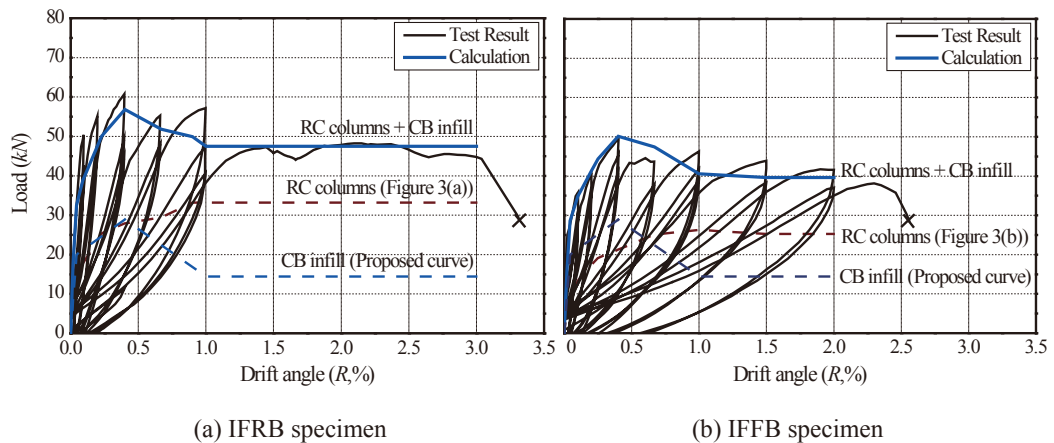 80
70
60
50
40
30
20
10
0
Load (kN)
Test Result
Calculation
RC columns + CB infill
RC columns (Figure 3(a))
CB infill (Proposed curve)
0.0 0.5 1.0 1.5 2.0 2.5 3.0 3.5
Drift angle (R,%)
(a) IFRB specimen
Test Result
Calculation
RC columns + CB infill
RC columns (Figure 3(b))
CB infill (Proposed curve)
0 0.5 1.0 1.5 2.0 2.5 3.0 3.5
Drift angle (R,%)
(b) IFFB specimen